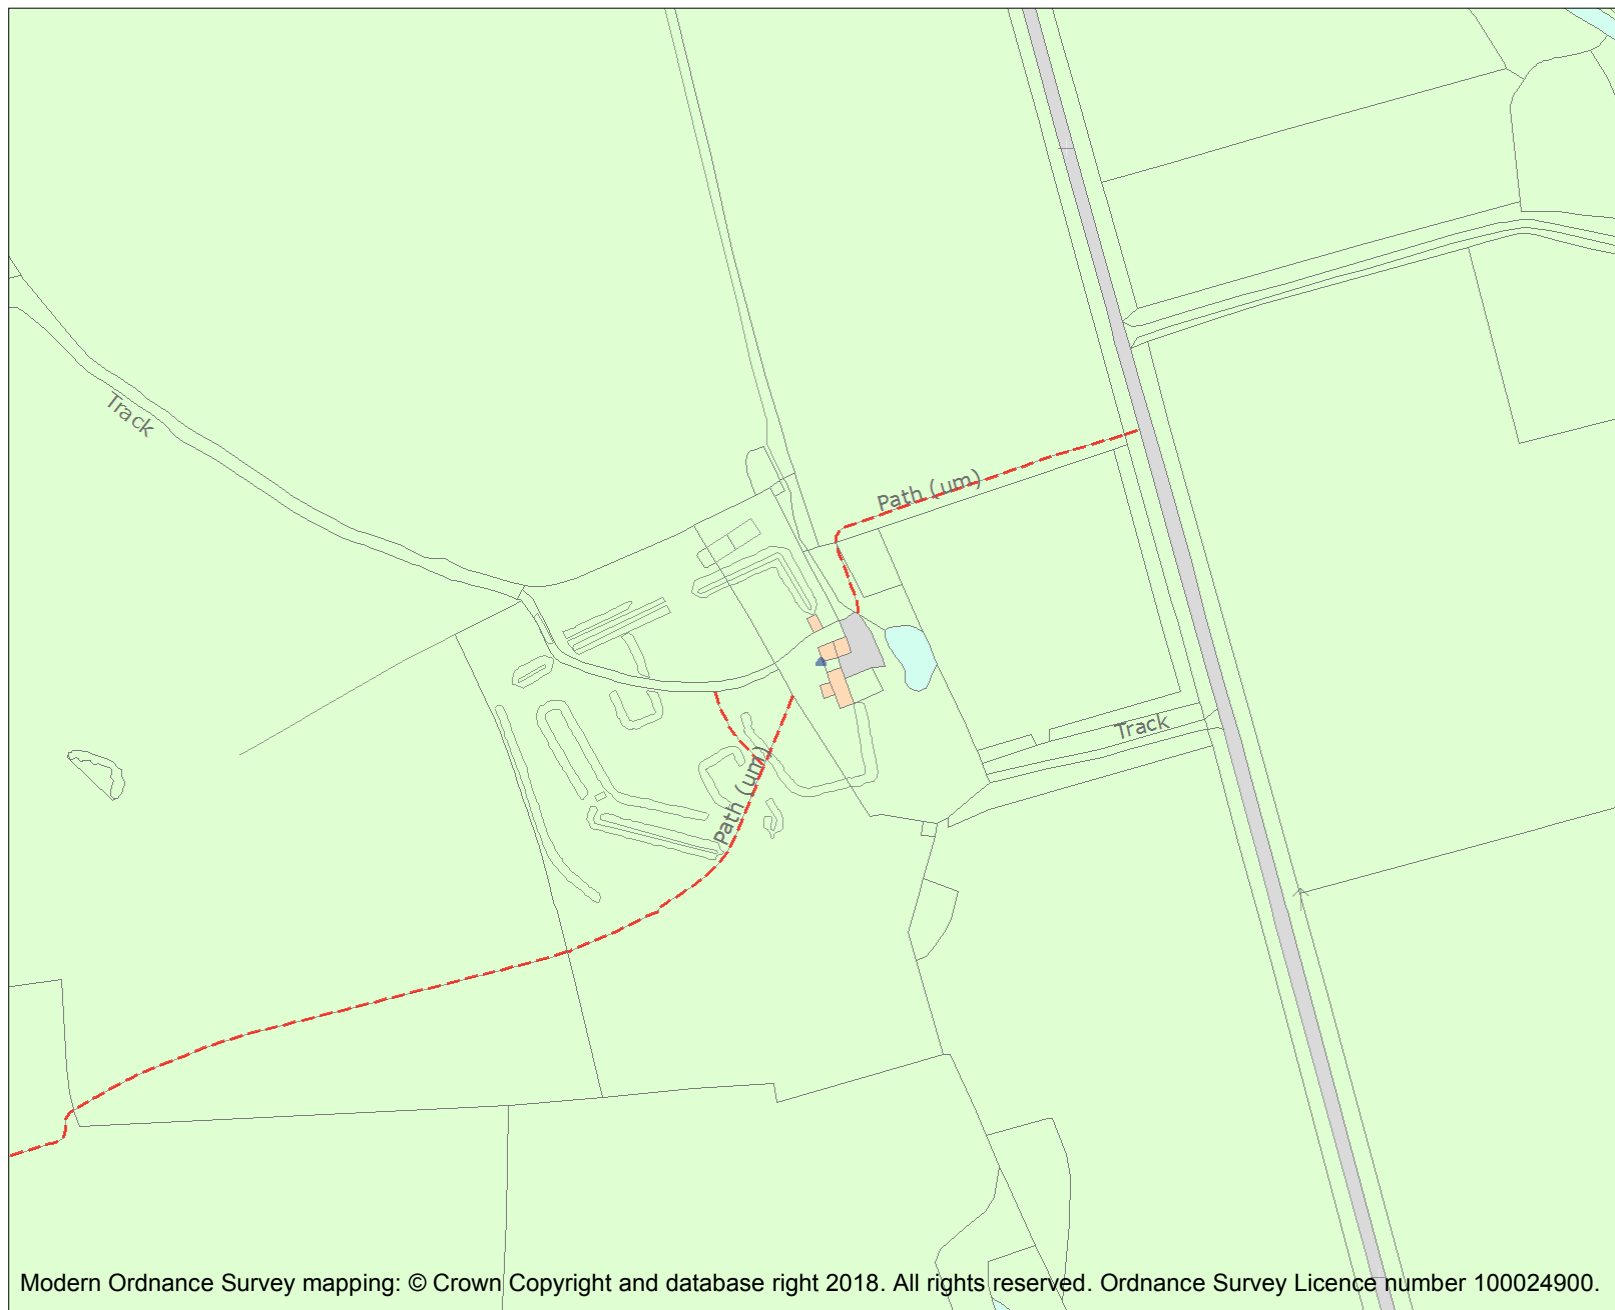 Track
Path (um)
Track
Path (um)
Modern Ordnance Survey mapping: © Crown Copyright and database right 2018. All rights reserved. Ordnance Survey Licence number 100024900.